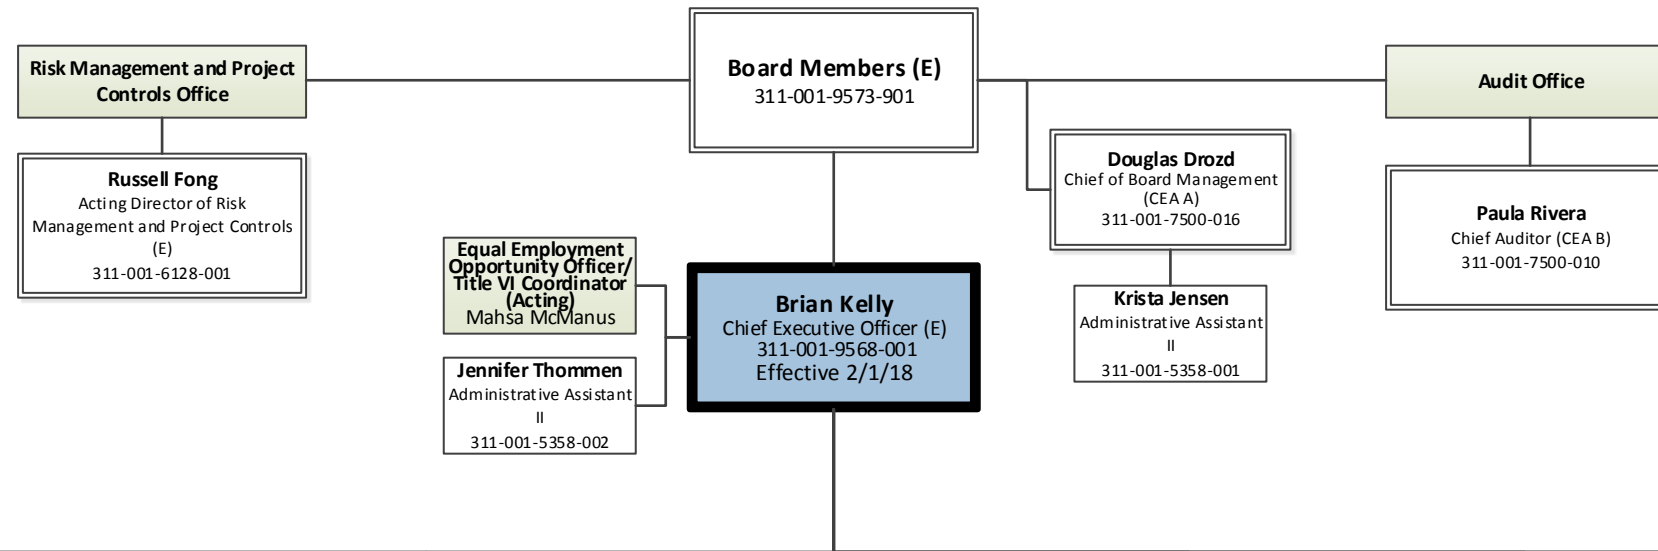 Risk Management and Project
Controls Office
Russell Fong
Acting Director of Risk
Management and Project Controls
(E)
311-001-6128-001
Board Members (E)
311-001-9573-901
Audit Office
Douglas Drozd
Chief of Board Management
(CEA A)
311-001-7500-016
Paula Rivera
Chief Auditor (CEA B)
311-001-7500-010
Equal Employment
Opportunity Officer/
Title VI Coordinator
(Acting)
Mahsa McManus
Brian Kelly
Chief Executive Officer (E)
311-001-9568-001
Effective 2/1/18
Krista Jensen
Administrative Assistant
II
311-001-5358-001
Jennifer Thommen
Administrative Assistant
II
311-001-5358-002